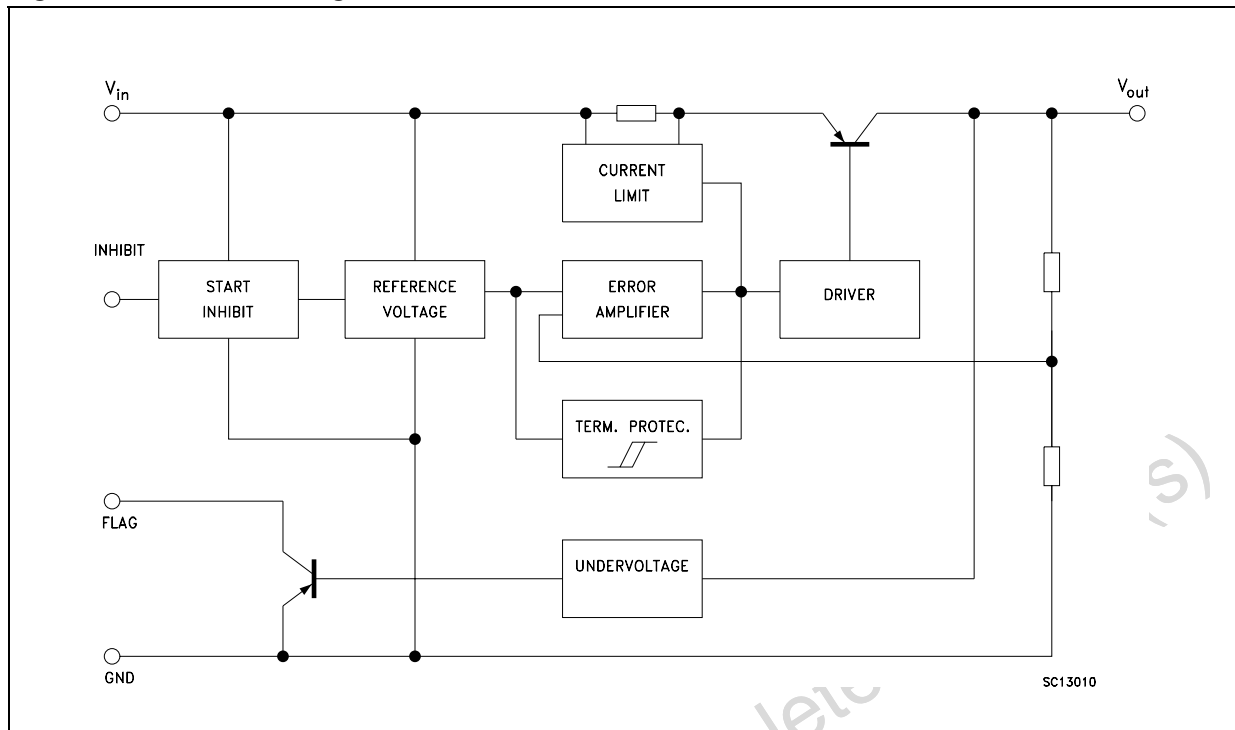 Vin
Vout
CURRENT
LIMIT
INHIBIT
START
INHIBIT
REFERENCE
VOLTAGE
ERROR
AMPLIFIER
DRIVER
TERM. PROTEC.
FLAG
UNDERVOLTAGE
GND
SC13010